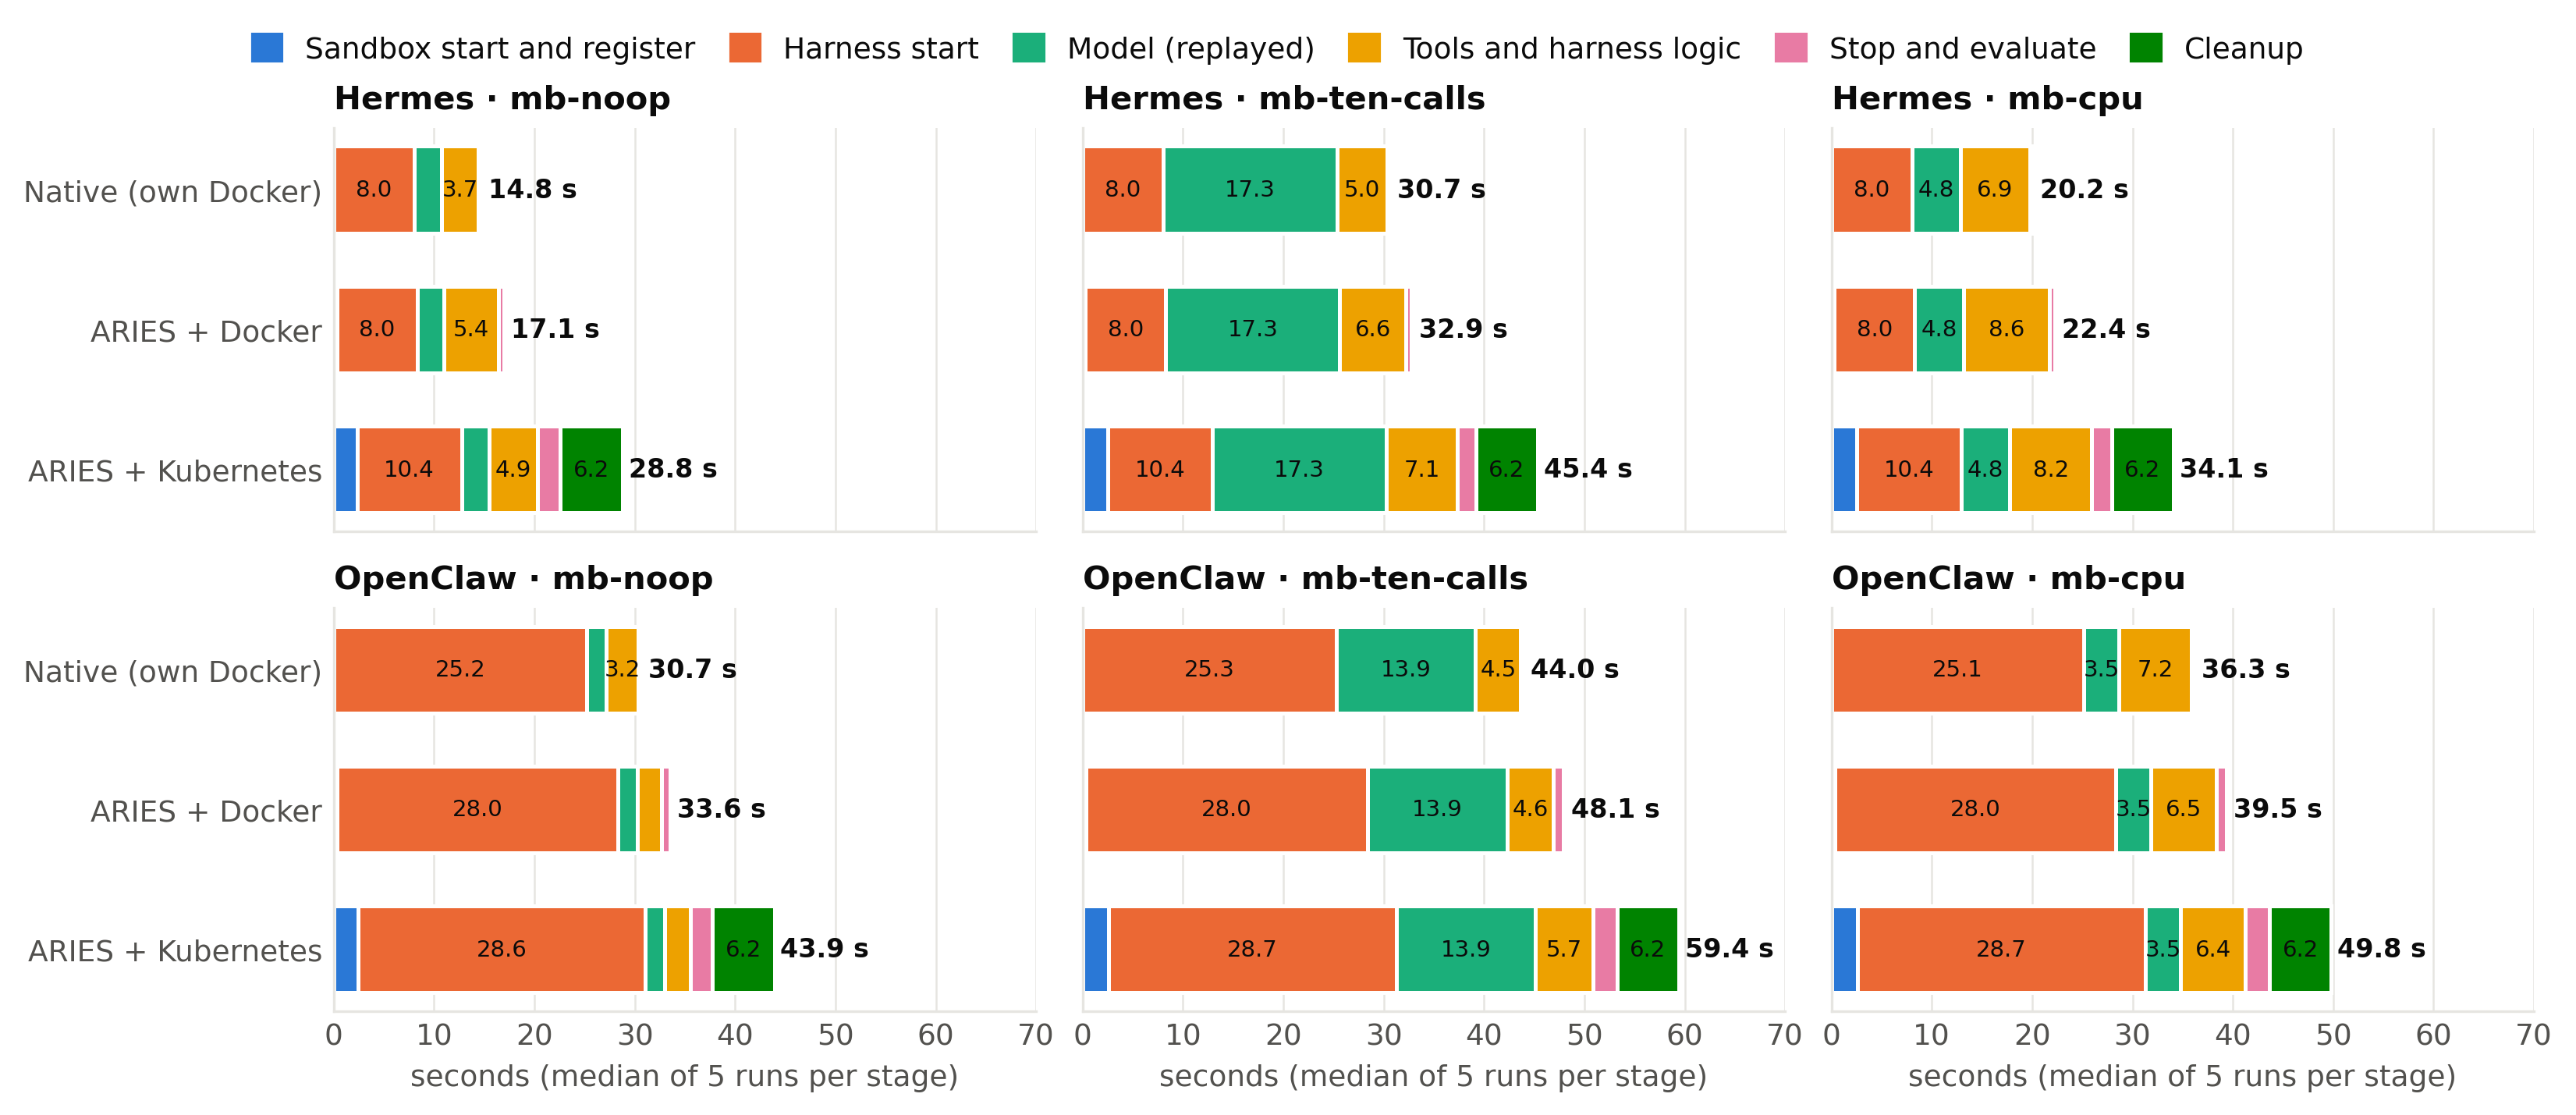 Sandbox start and register Harness start Model (replayed) Tools and harness logic Stop and evaluate Cleanup
Hermes · mb-noop Hermes · mb-ten-calls Hermes · mb-cpu
Native (own Docker) 8.0 3.7 14.8 s 8.0 17.3 5.0 30.7 s 8.0 4.8 6.9 20.2 s
ARIES + Docker 8.0 5.4 17.1 s 8.0 17.3 6.6 32.9 s 8.0 4.8 8.6 22.4 s
ARIES + Kubernetes 10.4 4.9 6.2 28.8 s 10.4 17.3 7.1 6.2 45.4 s 10.4 4.8 8.2 6.2 34.1 s
OpenClaw · mb-noop OpenClaw · mb-ten-calls OpenClaw · mb-cpu
Native (own Docker) 25.2 3.2 30.7 s 25.3 13.9 4.5 44.0 s 25.1 3.5 7.2 36.3 s
ARIES + Docker 28.0 33.6 s 28.0 13.9 4.6 48.1 s 28.0 3.5 6.5 39.5 s
ARIES + Kubernetes 28.6 6.2 43.9 s 28.7 13.9 5.7 6.2 59.4 s 28.7 3.5 6.4 6.2 49.8 s
0 10 20 30 40 50 60 70 0 10 20 30 40 50 60 70 0 10 20 30 40 50 60 70
seconds (median of 5 runs per stage) seconds (median of 5 runs per stage) seconds (median of 5 runs per stage)